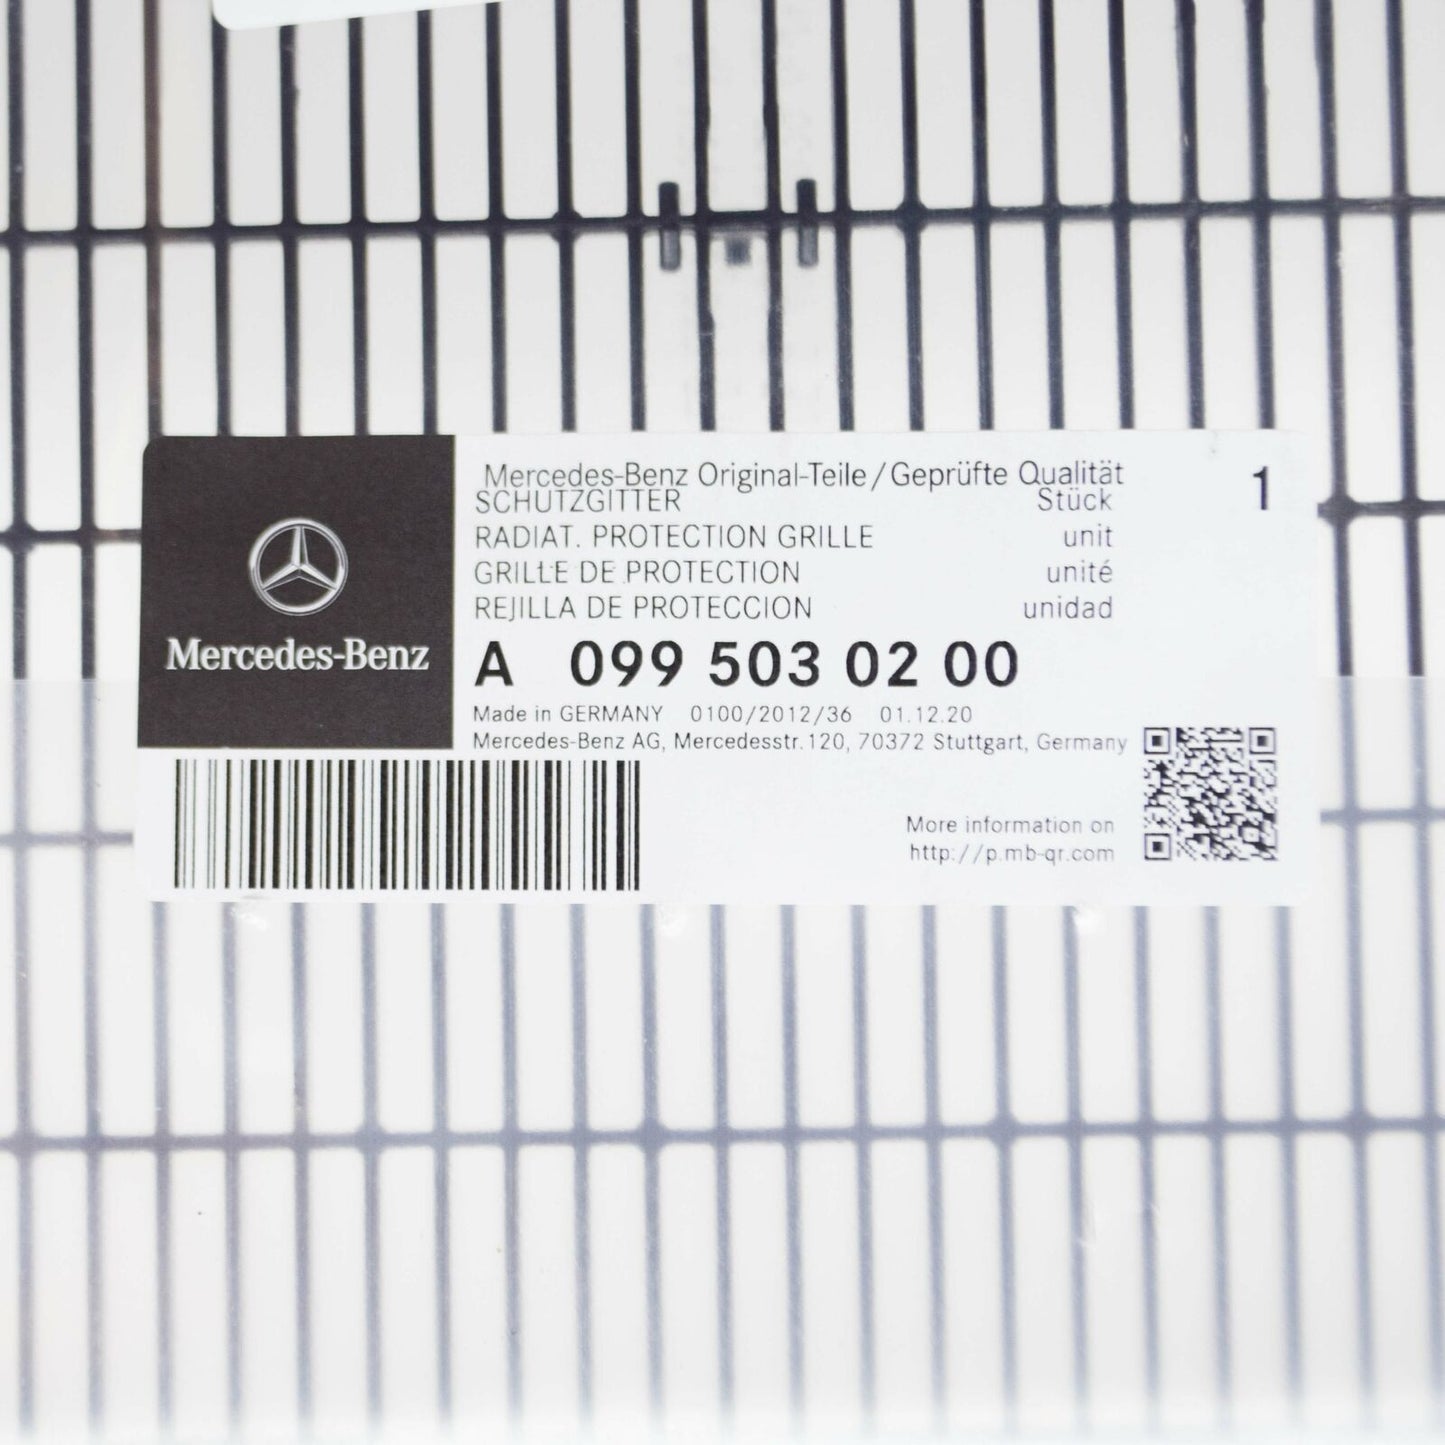 Mercedes-Benz
Mercedes-Benz Original-Teile/Geprüfte Qualität 1
SCHUTZGITTER Stück
RADIAT. PROTECTION GRILLE unit
GRILLE DE PROTECTION unité
REJILLA DE PROTECCION unidad
A 099 503 02 00
Made in GERMANY 0100/2012/36 01.12.20
Mercedes-Benz AG, Mercedesstr.120, 70372 Stuttgart, Germany
More information on
http://p.mb-qr.com